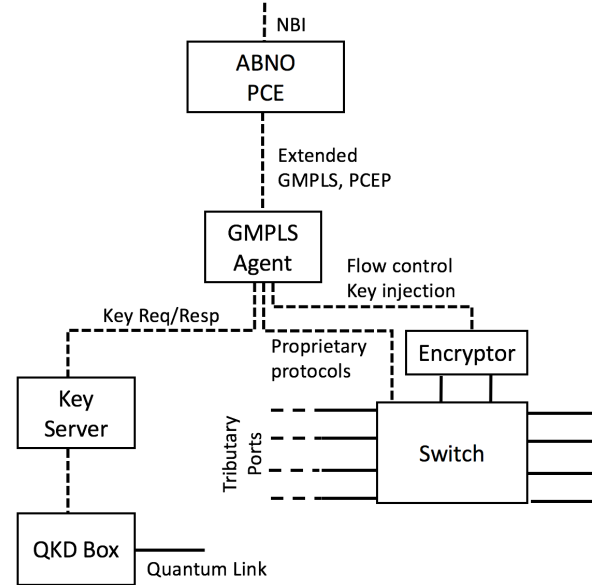 NBI
ABNO
PCE
Extended
GMPLS, PCEP
GMPLS
Agent
Flow control
Key injection
Key Req/Resp
Proprietary
protocols
Encryptor
Key
Server
Tributary
Ports
Switch
QKD Box
Quantum Link